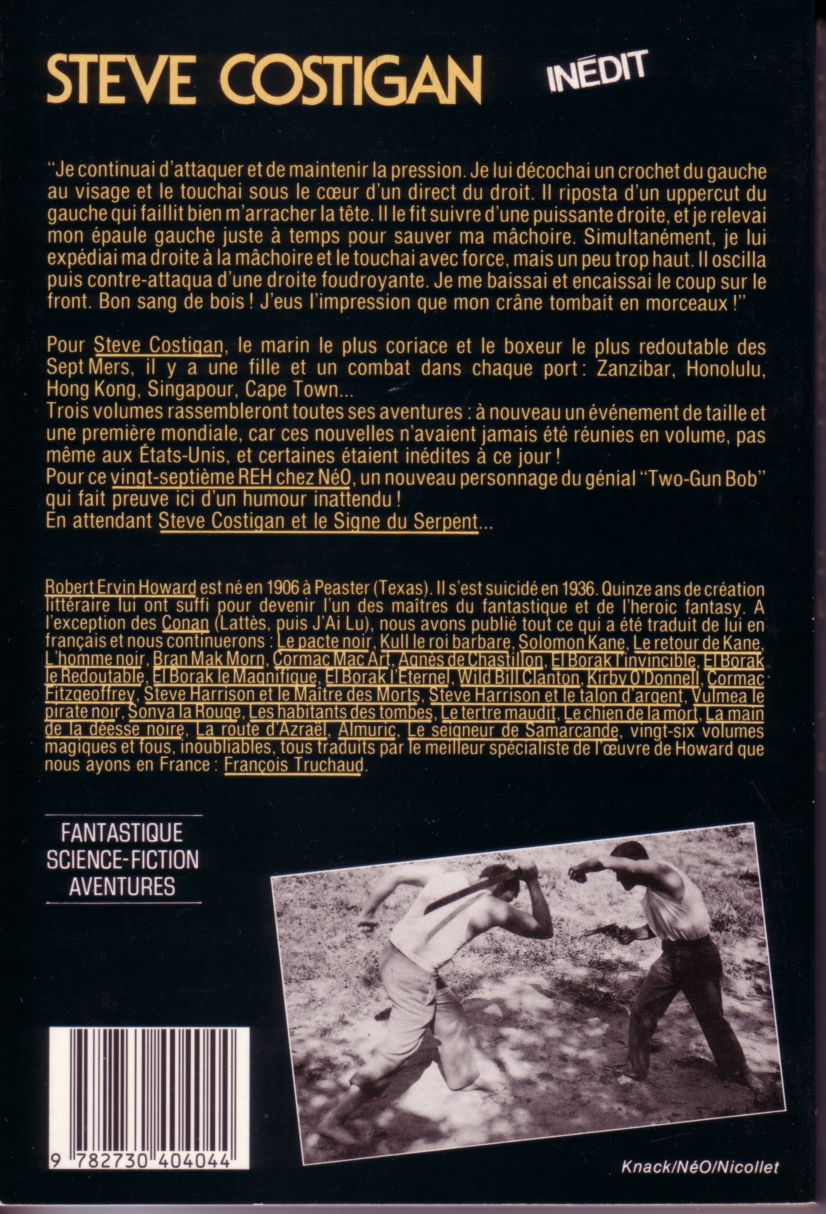 STEVE COSTIGAN
INÉDIT
“Je continuai d'attaquer et de maintenir la pression. Je lui décochai un crochet du gauche
au visage et le touchai sous le cœur d'un direct du droit. Il riposta d'un uppercut du
gauche qui faillit bien m'arracher la tête. Il le fit suivre d'une puissante droite, et je relevai
mon épaule gauche juste à temps pour sauver ma mâchoire. Simultanément, je lui
expédiai ma droite à la mâchoire et le touchai avec force, mais un peu trop haut. Il oscilla
puis contre-attaqua d'une droite foudroyante. Je me baissai et encaissai le coup sur le
front. Bon sang de bois ! J'eus l'impression que mon crâne tombait en morceaux !”
Pour Steve Costigan, le marin le plus coriace et le boxeur le plus redoutable des
Sept Mers, il y a une fille et un combat dans chaque port : Zanzibar, Honolulu,
Hong Kong, Singapour, Cape Town...
Trois volumes rassembleront toutes ses aventures : à nouveau un événement de taille et
une première mondiale, car ces nouvelles n'avaient jamais été réunies en volume, pas
même aux États-Unis, et certaines étaient inédites à ce jour !
Pour ce vingt-septième REH chez NéO, un nouveau personnage du génial “Two-Gun Bob”
qui fait preuve ici d'un humour inattendu !
En attendant Steve Costigan et le Signe du Serpent...
Robert Ervin Howard est né en 1906 à Peaster (Texas). Il s'est suicidé en 1936. Quinze ans de création
littéraire lui ont suffi pour devenir l'un des maîtres du fantastique et de l'heroic fantasy. A
l'exception des Conan (Lattès, puis J'Ai Lu), nous avons publié tout ce qui a été traduit de lui en
français et nous continuerons : Le pacte noir, Kull le roi barbare, Solomon Kane, Le retour de Kane,
L'homme noir, Bran Mak Morn, Cormac Mac Art, Agnès de Chastillon, El Borak l'invincible, El Borak
le Redoutable, El Borak le Magnifique, El Borak l'Eternel, Wild Bill Clanton, Kirby O'Donnell, Cormac
Fitzgeoffrey, Steve Harrison et le Maître des Morts, Steve Harrison et le talon d'argent, Vulmea le
pirate noir, Sonya la Rouge, Les habitants des tombes, Le tertre maudit, Le chien de la mort, La main
de la déesse noire, La route d'Azraël, Almuric, Le seigneur de Samarcande, vingt-six volumes
magiques et fous, inoubliables, tous traduits par le meilleur spécialiste de l'œuvre de Howard que
nous ayons en France : François Truchaud.
FANTASTIQUE
SCIENCE-FICTION
AVENTURES
9 782730 404044
Knack/NéO/Nicollet